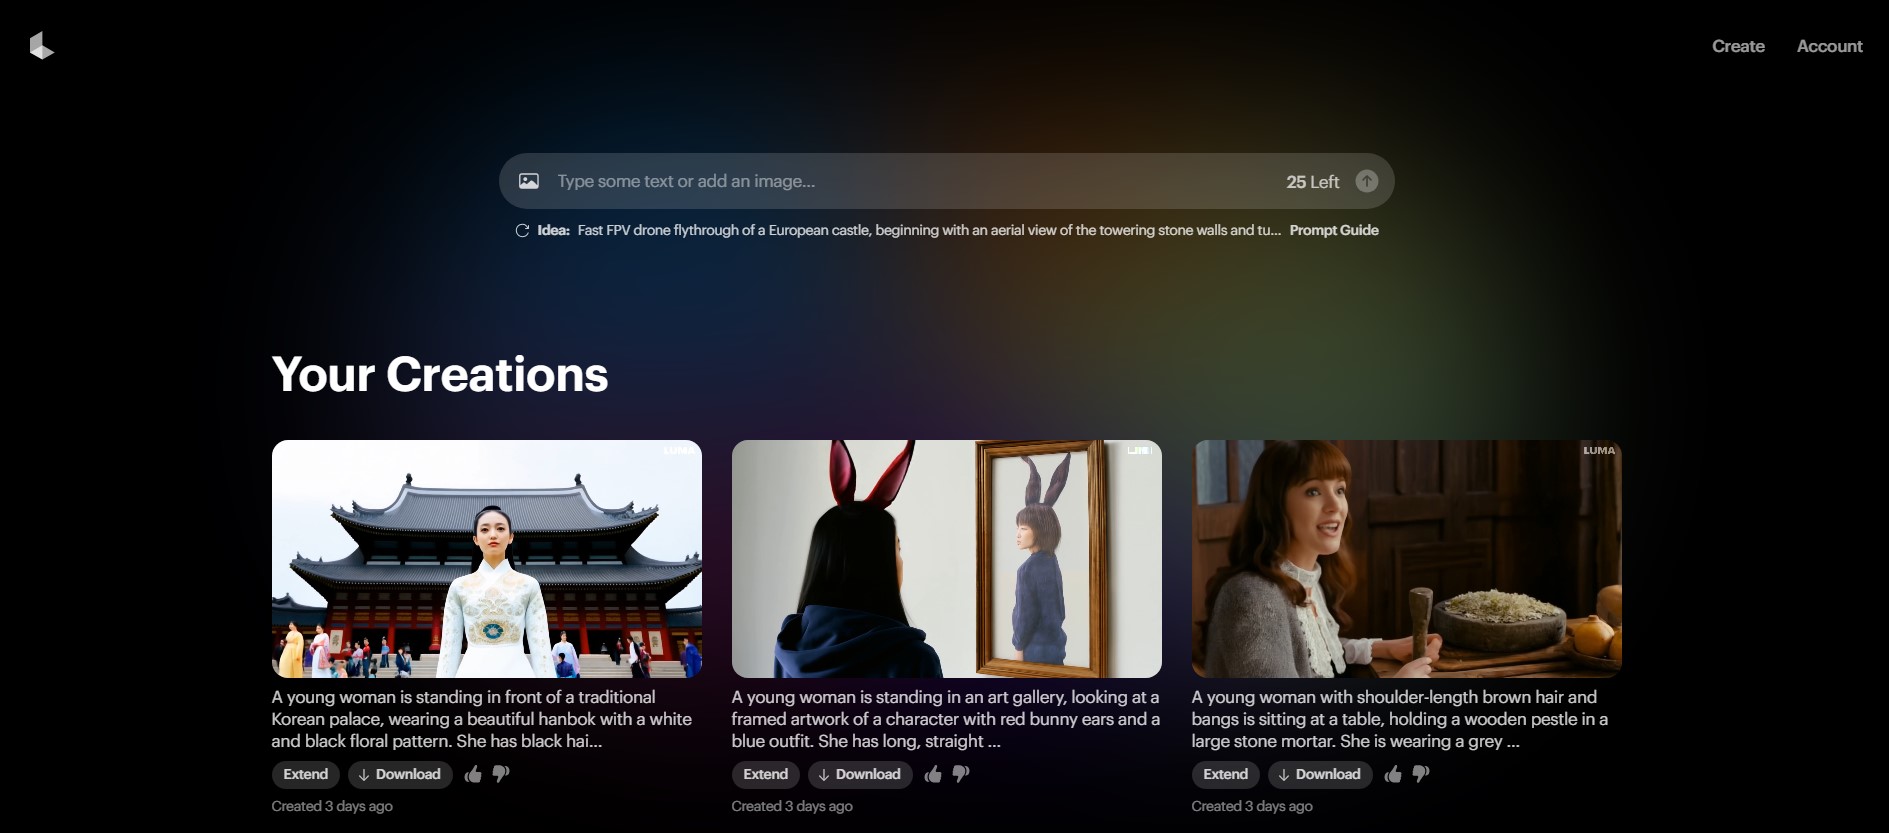 Create Account
Type some text or add an image... 25 Left
Idea: Fast FPV drone flythrough of a European castle, beginning with an aerial view of the towering stone walls and tu... Prompt Guide
Your Creations
LUMA
LUMA
A young woman is standing in front of a traditional
Korean palace, wearing a beautiful hanbok with a white
and black floral pattern. She has black hai...
Extend Download
Created 3 days ago
A young woman is standing in an art gallery, looking at a
framed artwork of a character with red bunny ears and a
blue outfit. She has long, straight ...
Extend Download
Created 3 days ago
A young woman with shoulder-length brown hair and
bangs is sitting at a table, holding a wooden pestle in a
large stone mortar. She is wearing a grey ...
Extend Download
Created 3 days ago